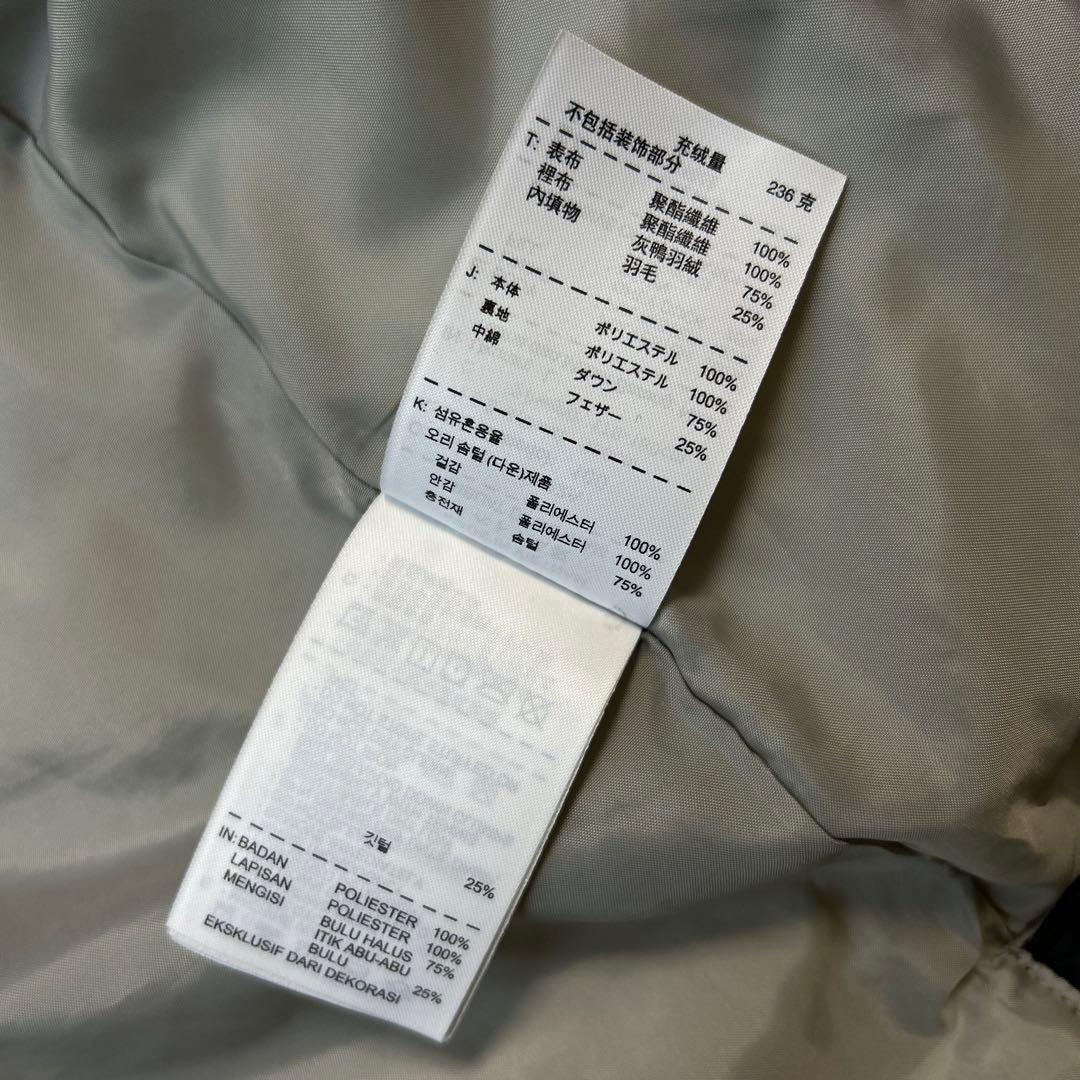 充绒量 236 克
不包括装饰部分
T: 表布 聚酯纖維 100%
裡布 聚酯纖維 100%
內填物 灰鴨羽絨 75%
羽毛 25%
J: 本体 ポリエステル 100%
裏地 ポリエステル 100%
中綿 ダウン 75%
フェザー 25%
K: 섬유혼용율
오리 솜털 (다운)제품
겉감 폴리에스터 100%
안감 폴리에스터 100%
충전재 솜털 75%
깃털 25%
IN: BADAN POLIESTER 100%
LAPISAN POLIESTER 100%
MENGISI BULU HALUS 75%
ITIK ABU-ABU
BULU 25%
EKSKLUSIF DARI DEKORASI